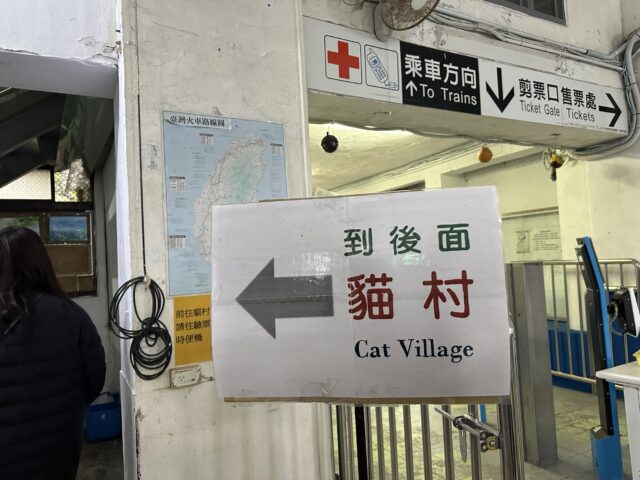 乘車方向
↑To Trains
剪票口
Ticket Gate
售票處
Tickets
臺灣火車路線圖
到後面
貓村
Cat Village
前往貓村
請往驗票
時便橋